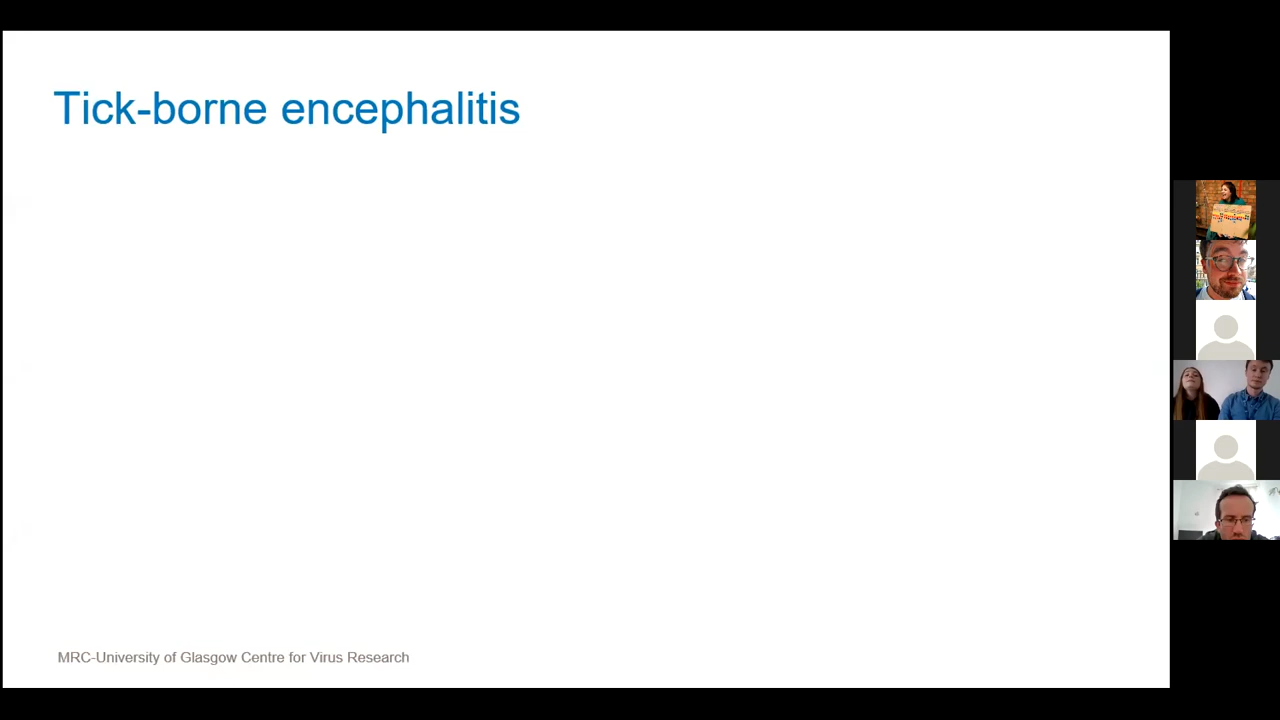 Tick-borne encephalitis
MRC-University of Glasgow Centre for Virus Research